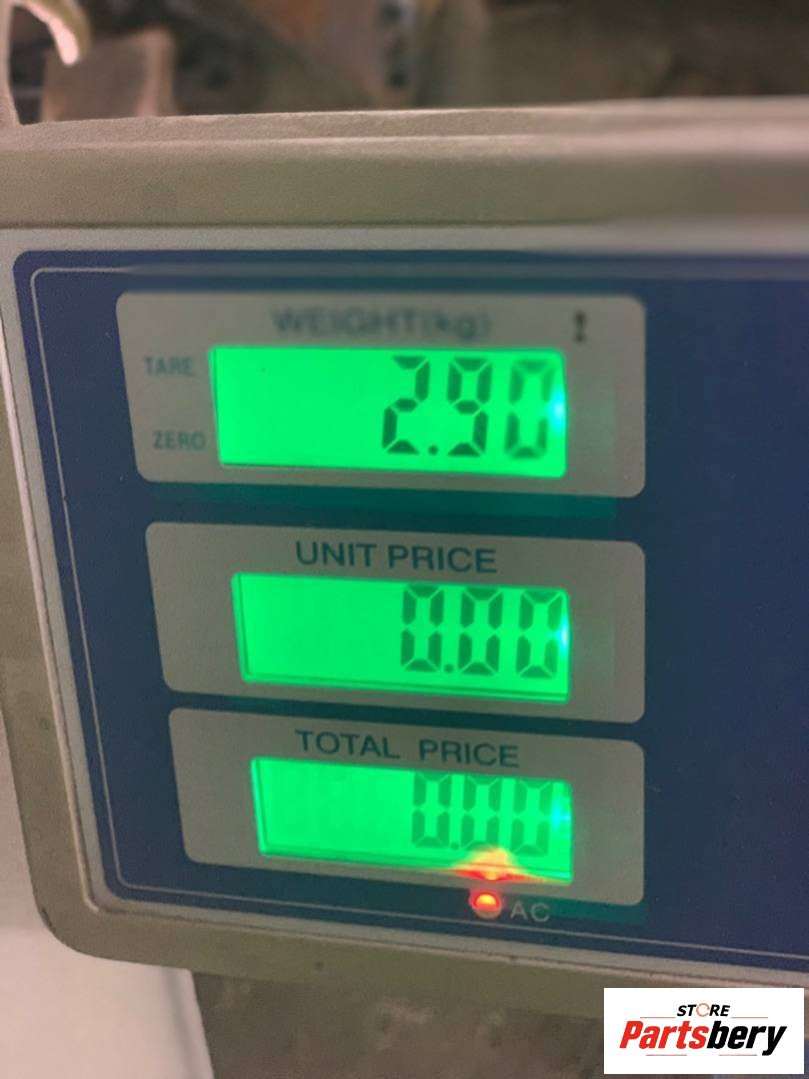 WEIGHT(kg)
TARE
2.90
ZERO
UNIT PRICE
0.00
TOTAL PRICE
0.00
AC
STORE
Partsbery